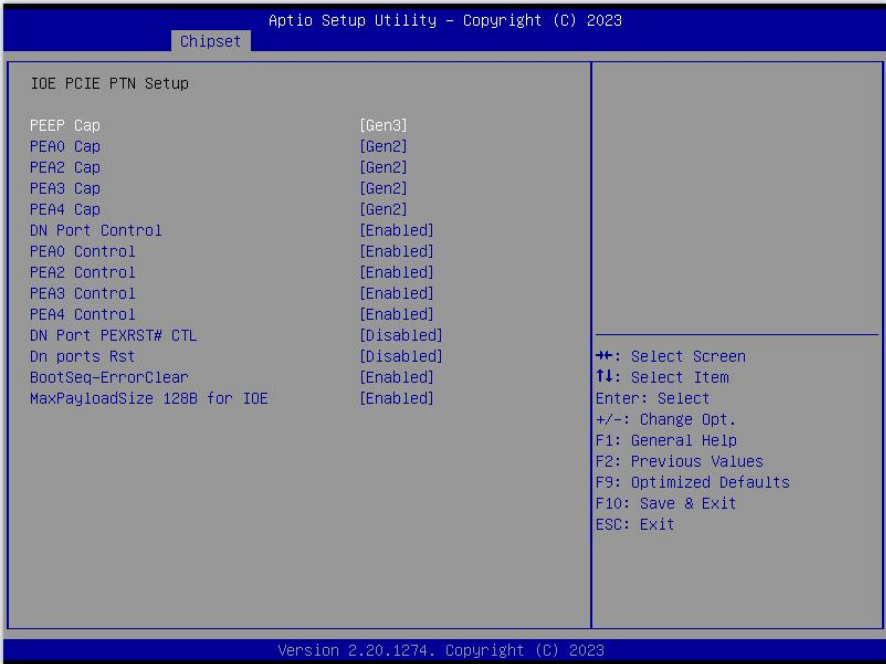 Aptio Setup Utility – Copyright (C) 2023
Chipset
IOE PCIE PTN Setup
PEEP Cap [Gen3]
PEA0 Cap [Gen2]
PEA2 Cap [Gen2]
PEA3 Cap [Gen2]
PEA4 Cap [Gen2]
DN Port Control [Enabled]
PEA0 Control [Enabled]
PEA2 Control [Enabled]
PEA3 Control [Enabled]
PEA4 Control [Enabled]
DN Port PEXRST# CTL [Disabled]
Dn ports Rst [Disabled]
BootSeq-ErrorClear [Enabled]
MaxPayloadSize 128B for IOE [Enabled]
→←: Select Screen
↑↓: Select Item
Enter: Select
+/-: Change Opt.
F1: General Help
F2: Previous Values
F9: Optimized Defaults
F10: Save & Exit
ESC: Exit
Version 2.20.1274. Copyright (C) 2023